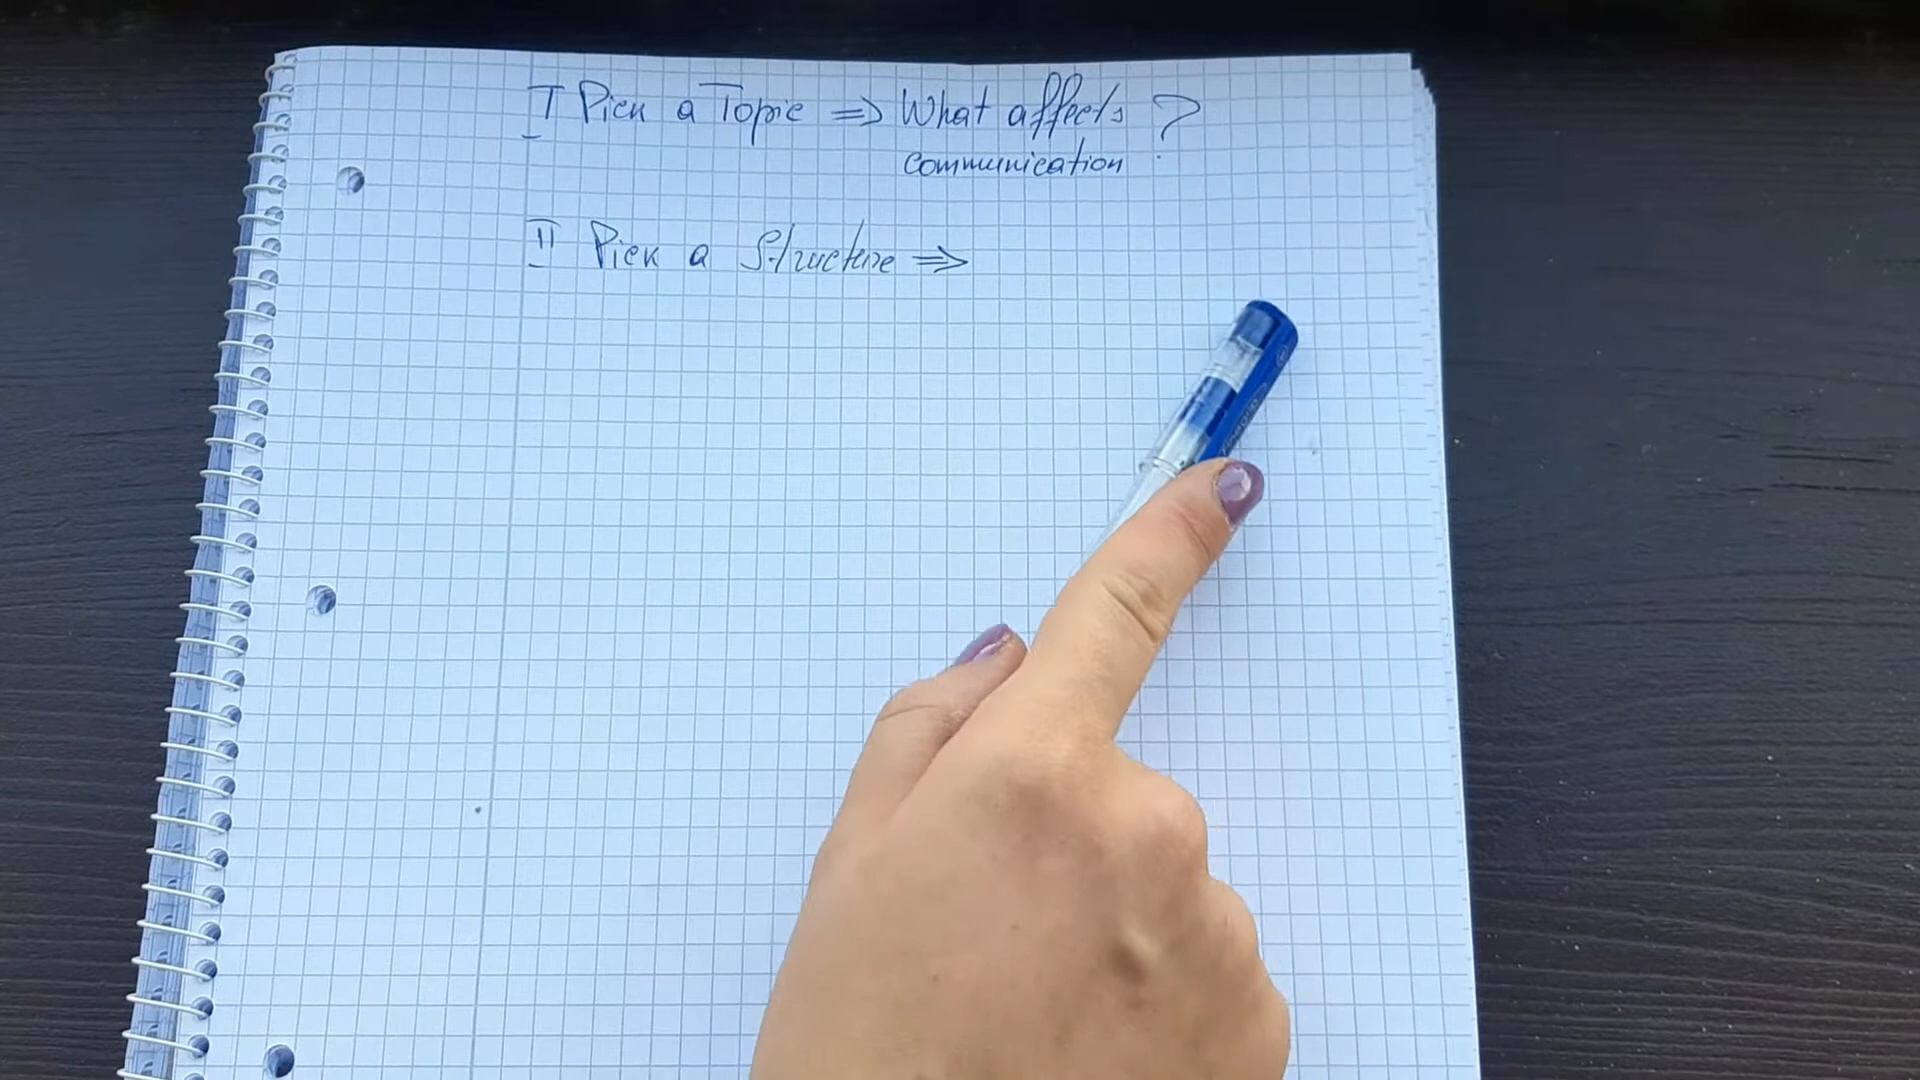 I Pick a Topic => What affects ?
communication
II Pick a Structure =>